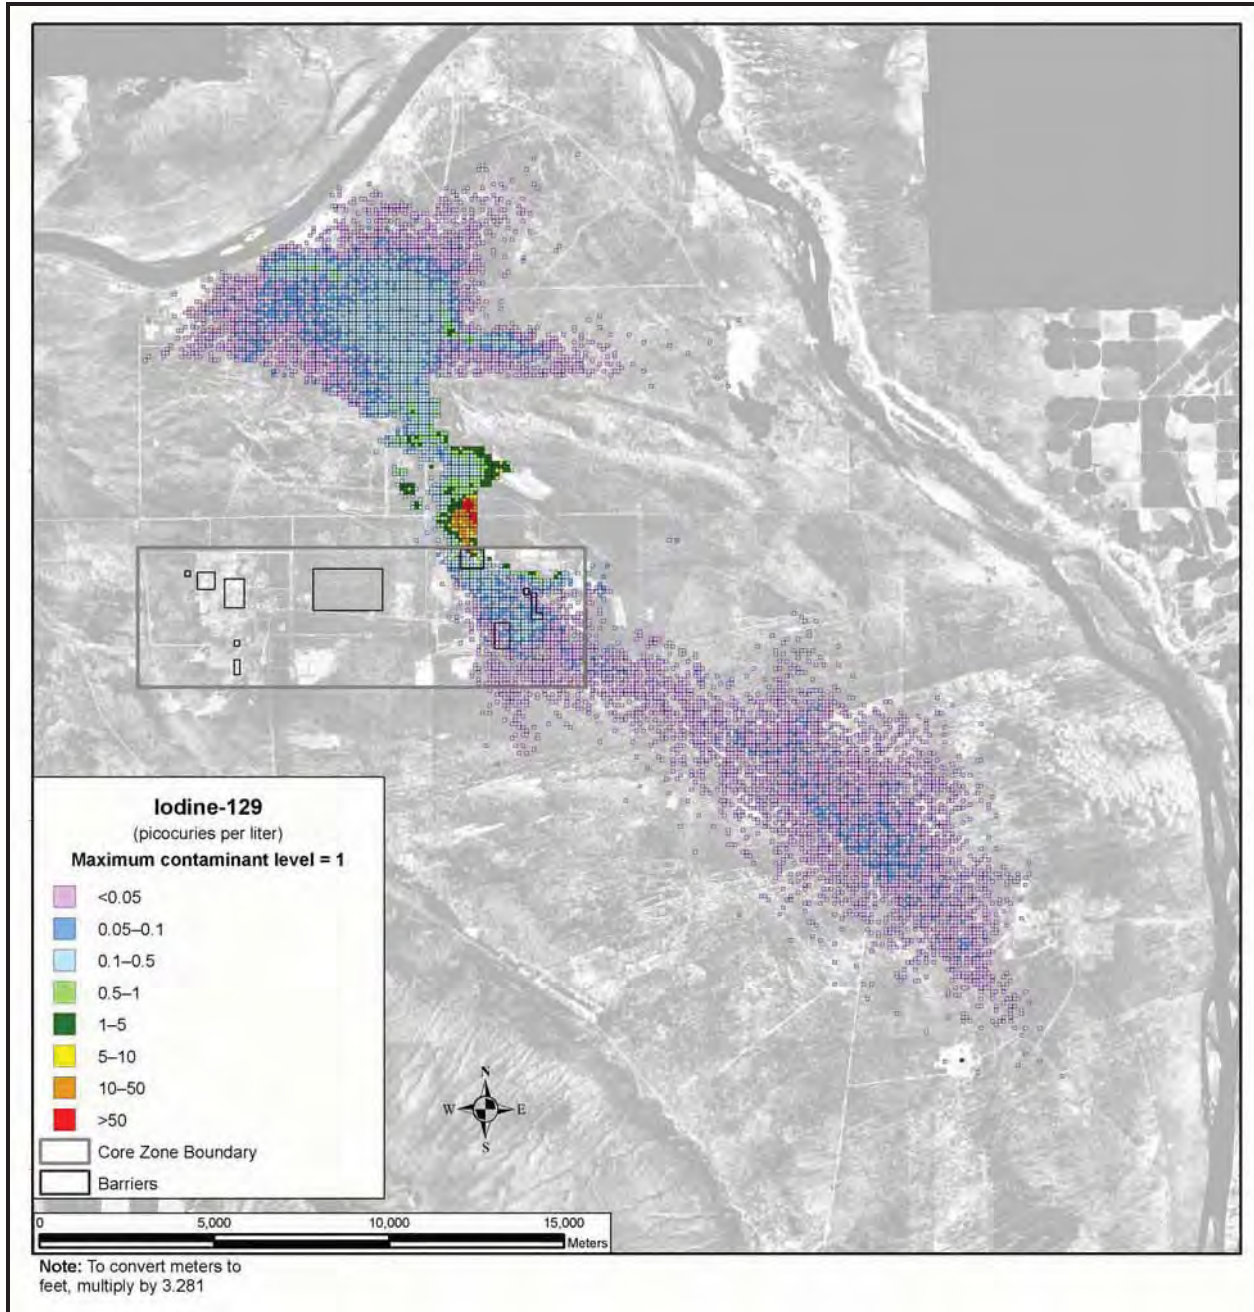 Iodine-129
(picocuries per liter)
Maximum contaminant level = 1
<0.05
0.05–0.1
0.1–0.5
0.5–1
1–5
5–10
10–50
>50
Core Zone Boundary
Barriers
N
W E
S
0 5,000 10,000 15,000
Meters
Note: To convert meters to
feet, multiply by 3.281